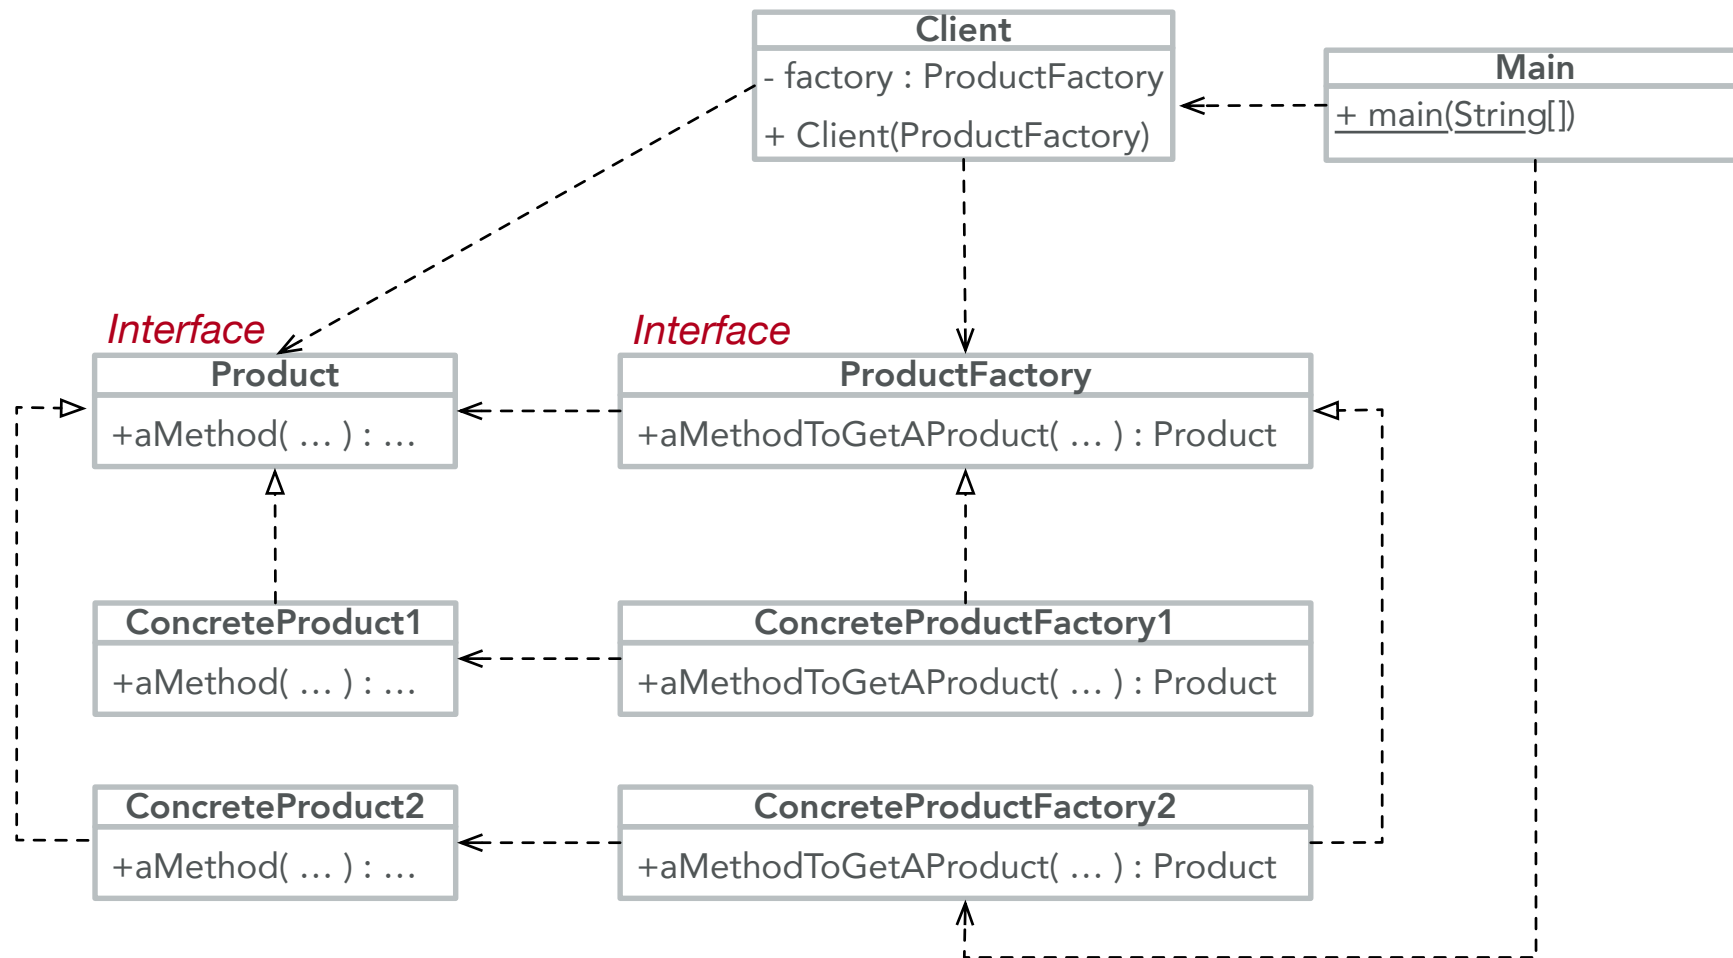 Client
- factory : ProductFactory
+ Client(ProductFactory)
Main
+ main(String[])
Interface
Product
+aMethod( … ) : …
Interface
ProductFactory
+aMethodToGetAProduct( … ) : Product
ConcreteProduct1
+aMethod( … ) : …
ConcreteProductFactory1
+aMethodToGetAProduct( … ) : Product
ConcreteProduct2
+aMethod( … ) : …
ConcreteProductFactory2
+aMethodToGetAProduct( … ) : Product